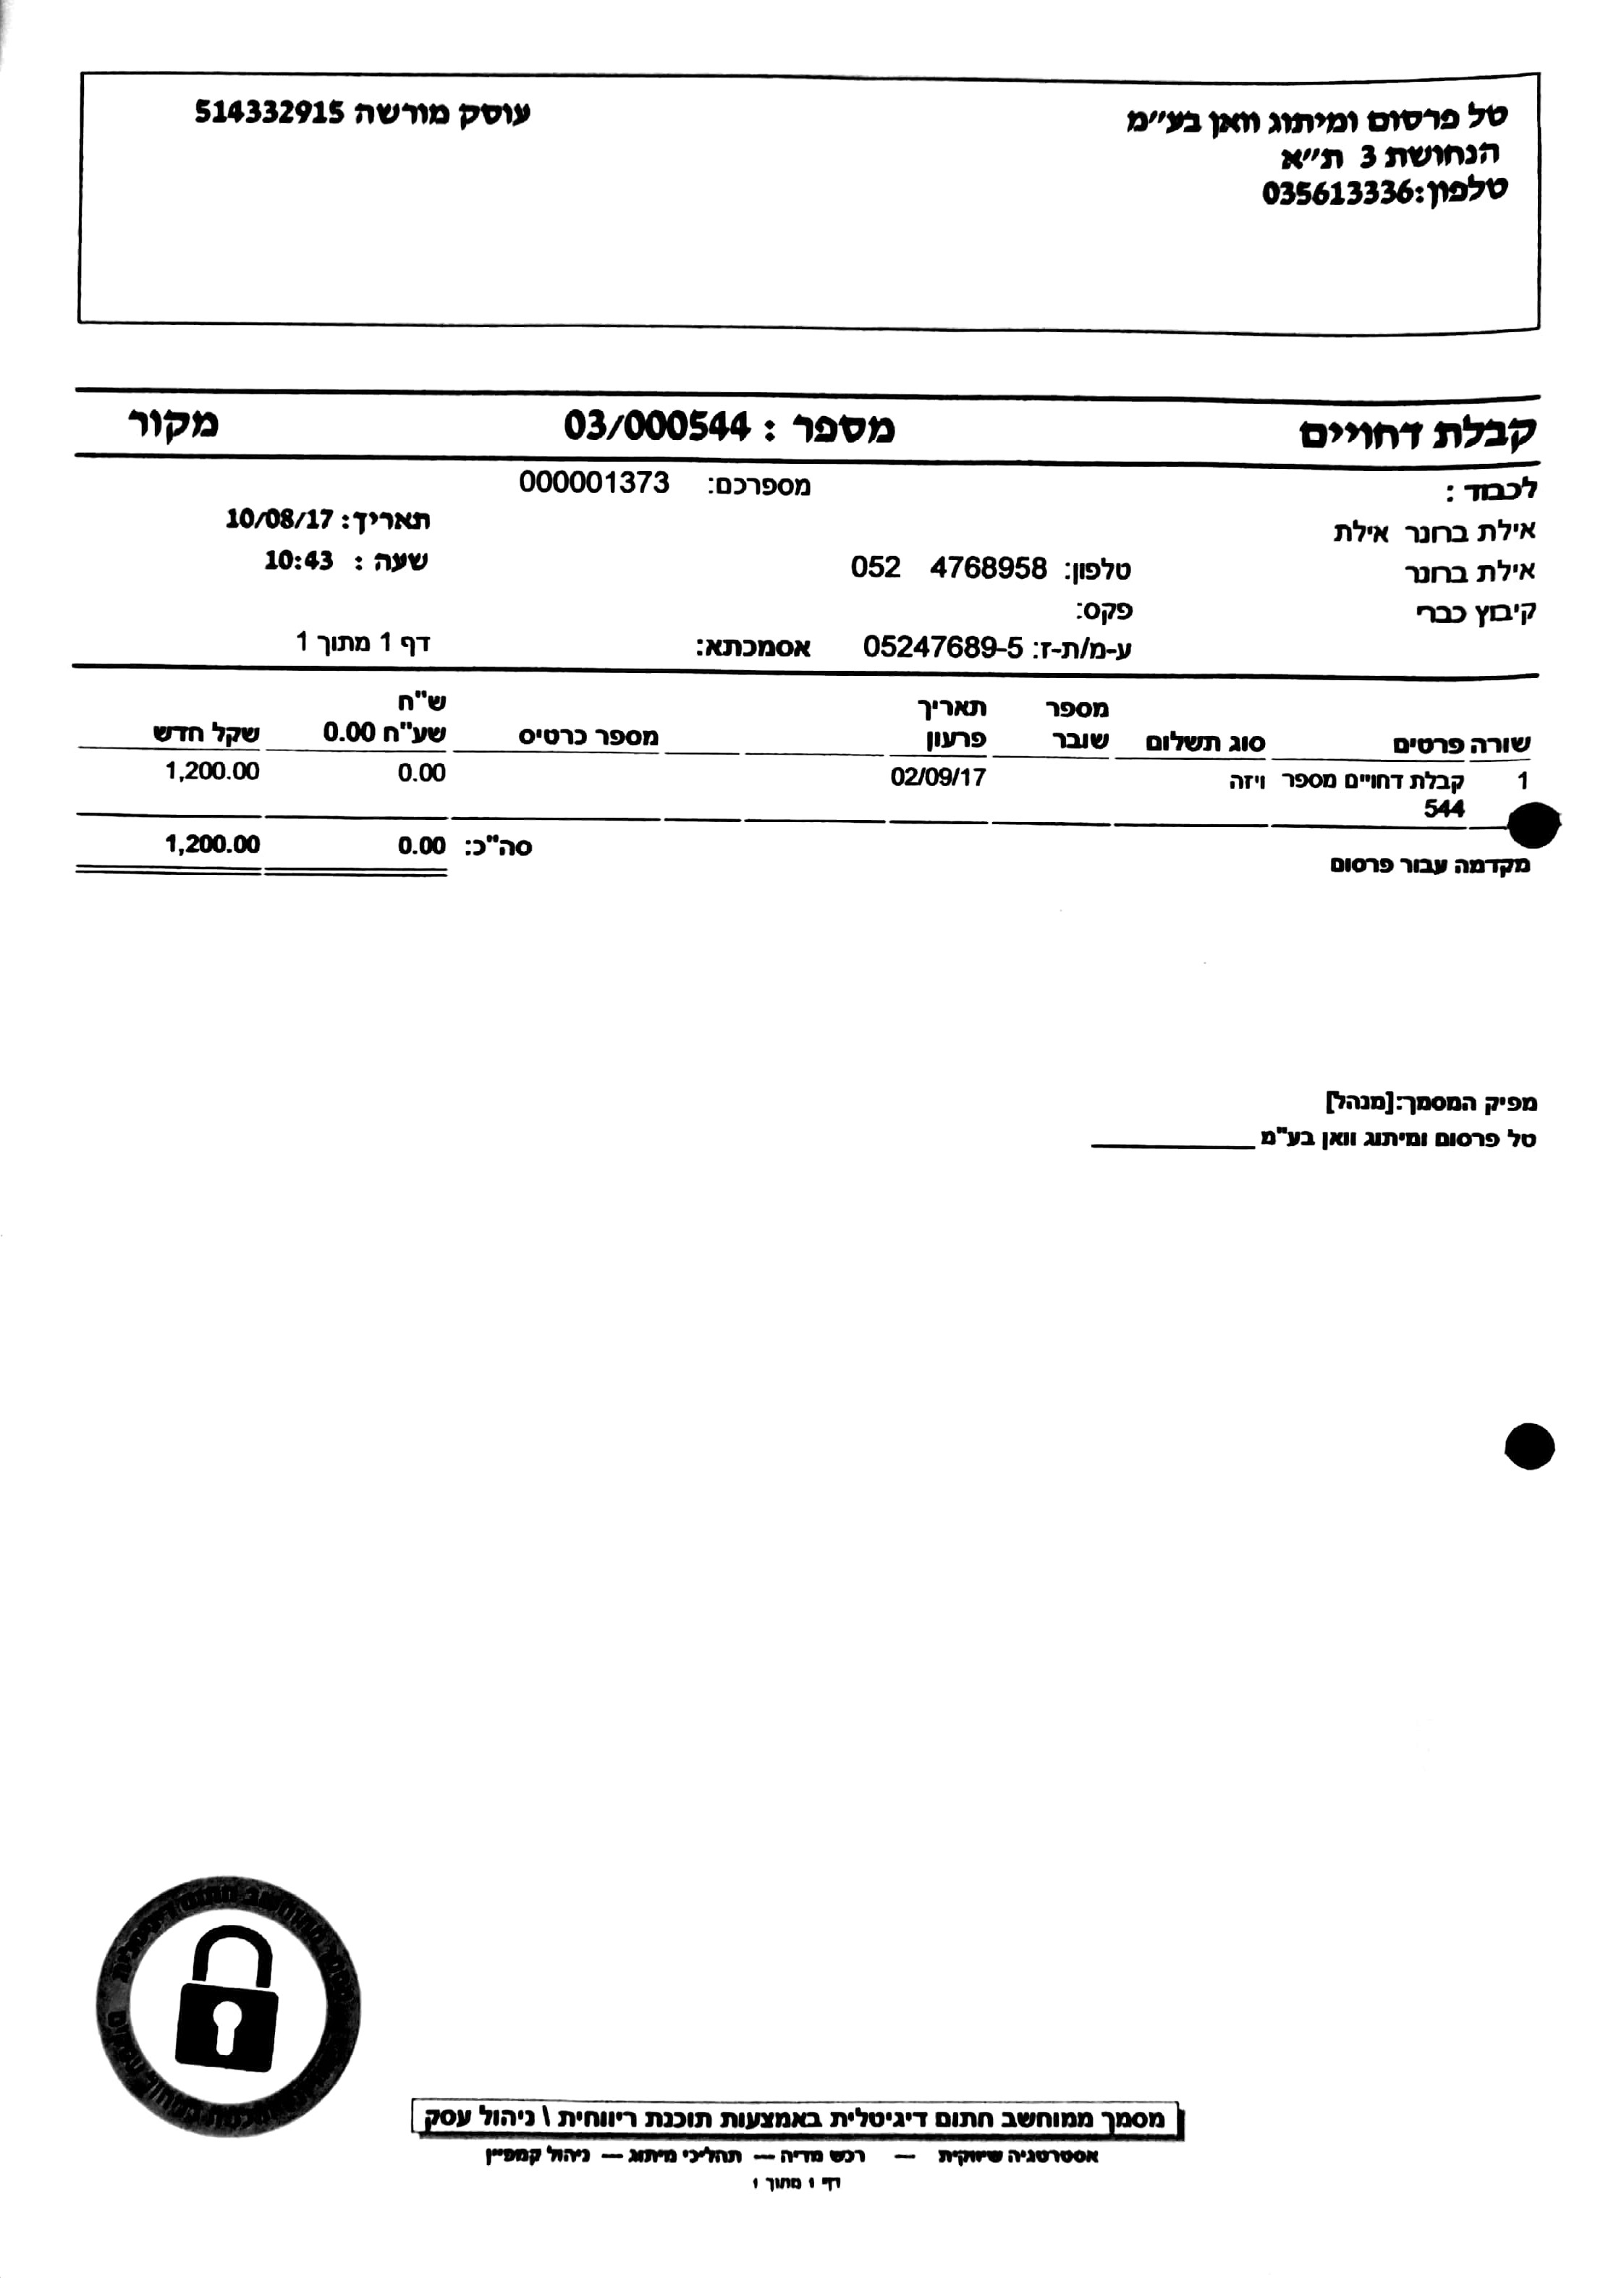 טל פרסום ומיתוג וואן בע"מ
עוסק מורשה 514332915
הנחושת 3 ת"א
טלפון: 035613336
קבלת דחויים מספר : 03/000544 מקור
לכבוד : מספרכם: 000001373
אילת ברונר אילת תאריך: 10/08/17
אילת ברונר טלפון: 052 4768958 שעה : 10:43
קיבוץ כברי פקס:
ע-מ/ת-ז: 05247689-5 אסמכתא: דף 1 מתוך 1
מספר תאריך ש"ח
שורה פרטים סוג תשלום שובר פרעון מספר כרטיס שע"ח 0.00 שקל חדש
1 קבלת דחויים מספר ויזה 02/09/17 0.00 1,200.00
544
סה"כ: 0.00 1,200.00
מקדמה עבור פרסום
מפיק המסמך:[מנהל]
טל פרסום ומיתוג וואן בע"מ
מסמך ממוחשב חתום דיגיטלית באמצעות תוכנת ריווחית \ ניהול עסק
אסטרטגיה שיווקית – רכש מדיה – תהליכי מיתוג – ניהול קמפיין
דף 1 מתוך 1